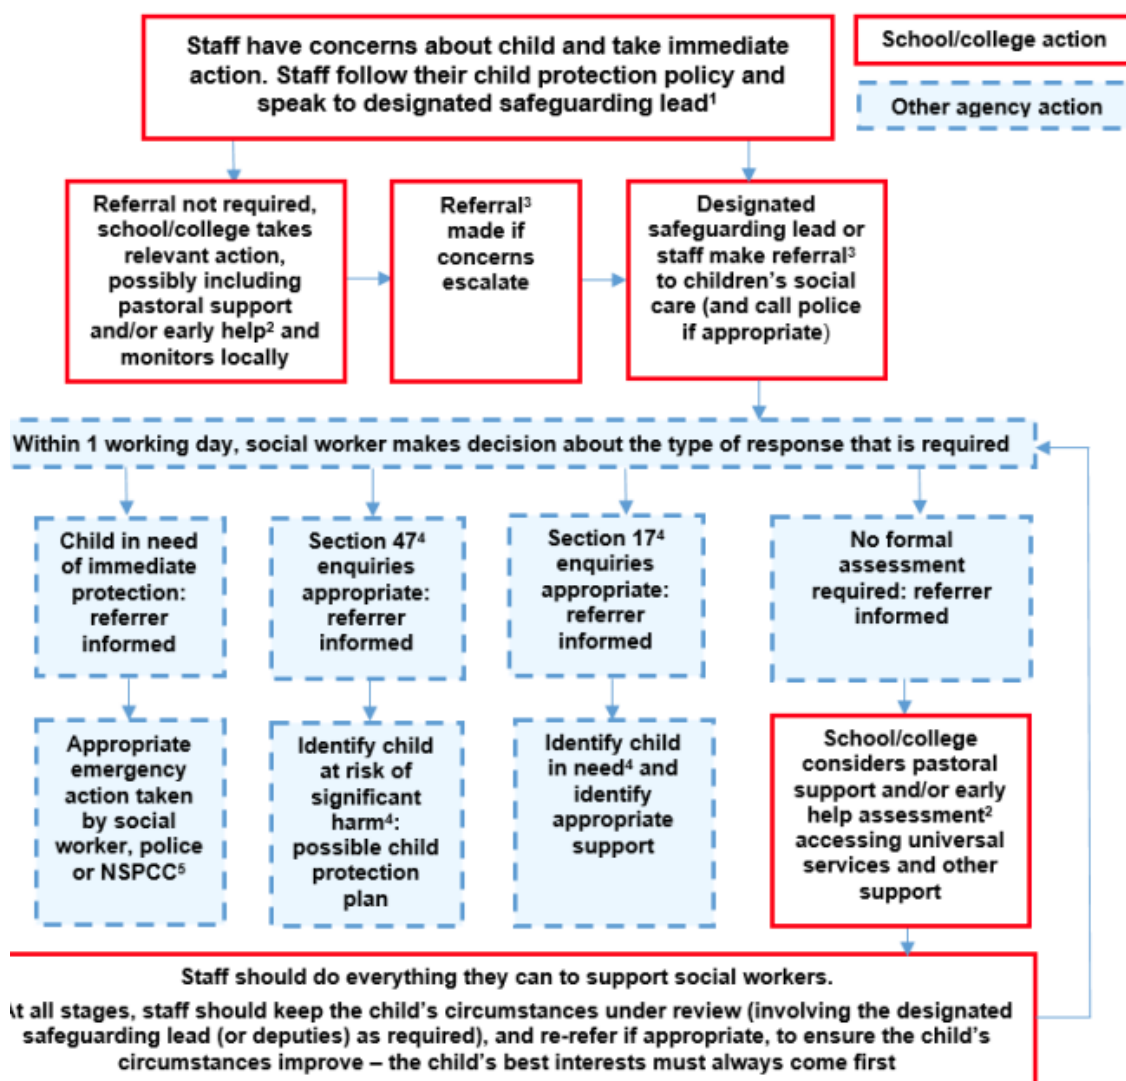 Staff have concerns about child and take immediate
action. Staff follow their child protection policy and
speak to designated safeguarding lead¹
School/college action
Other agency action
Referral not required,
school/college takes
relevant action,
possibly including
pastoral support
and/or early help² and
monitors locally
Referral³
made if
concerns
escalate
Designated
safeguarding lead or
staff make referral³
to children's social
care (and call police
if appropriate)
Within 1 working day, social worker makes decision about the type of response that is required
Child in need
of immediate
protection:
referrer
informed
Section 47⁴
enquiries
appropriate:
referrer
informed
Section 17⁴
enquiries
appropriate:
referrer
informed
No formal
assessment
required: referrer
informed
Appropriate
emergency
action taken
by social
worker, police
or NSPCC⁵
Identify child
at risk of
significant
harm⁴:
possible child
protection
plan
Identify child
in need⁴ and
identify
appropriate
support
School/college
considers pastoral
support and/or early
help assessment²
accessing universal
services and other
support
Staff should do everything they can to support social workers.
At all stages, staff should keep the child's circumstances under review (involving the designated
safeguarding lead (or deputies) as required), and re-refer if appropriate, to ensure the child's
circumstances improve – the child's best interests must always come first